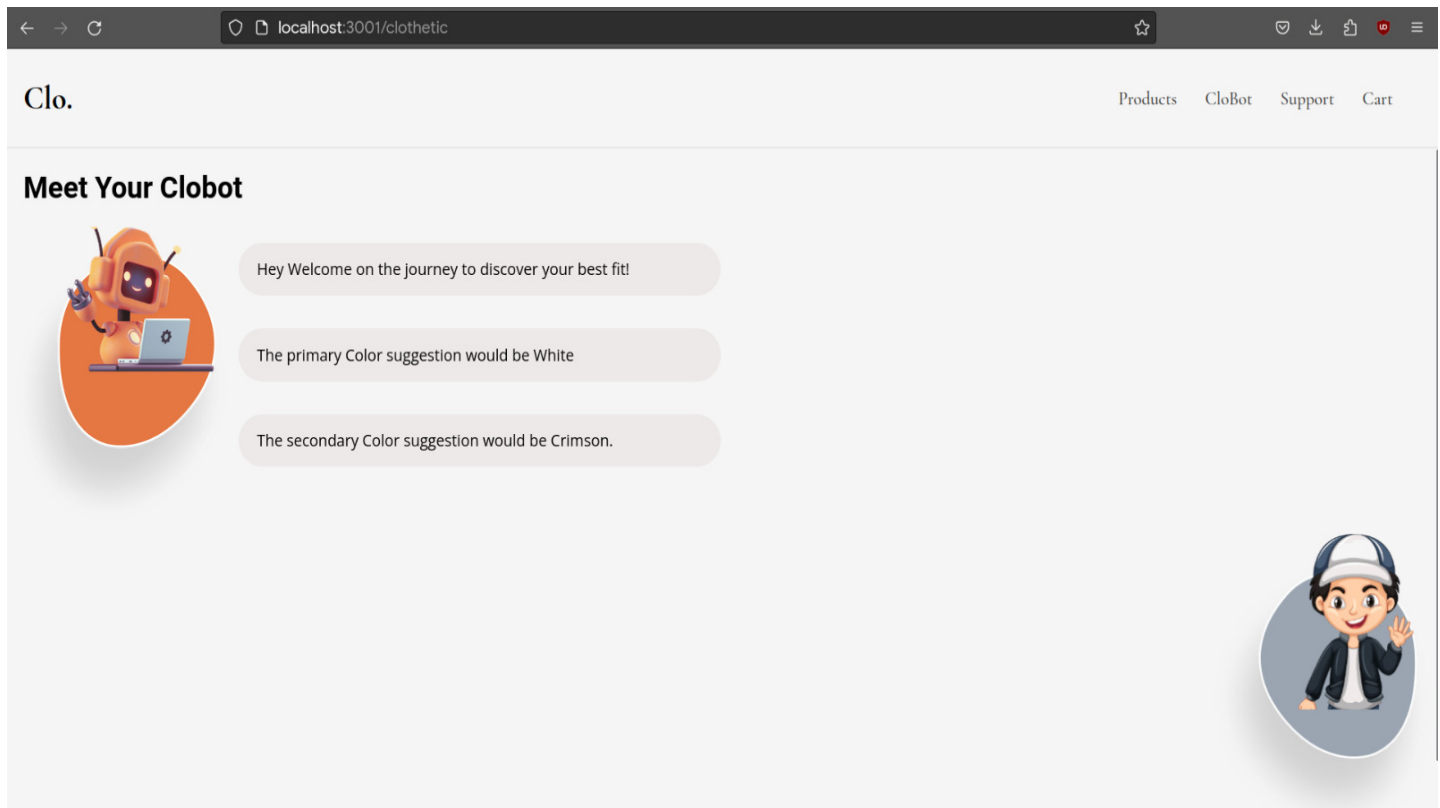 localhost:3001/clothetic
Clo.
Products CloBot Support Cart
Meet Your Clobot
Hey Welcome on the journey to discover your best fit!
The primary Color suggestion would be White
The secondary Color suggestion would be Crimson.